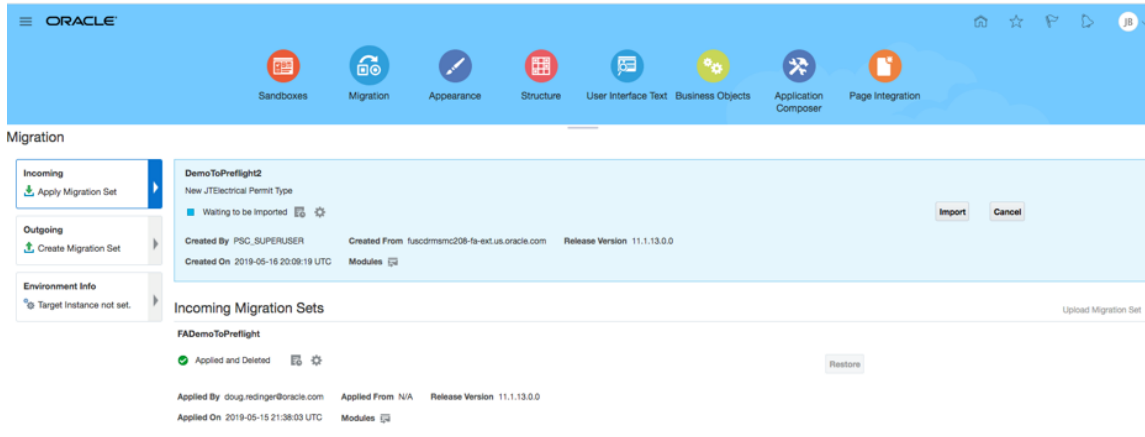 ORACLE
JB
Sandboxes
Migration
Appearance
Structure
User Interface Text
Business Objects
Application Composer
Page Integration
Migration
Incoming
Apply Migration Set
Outgoing
Create Migration Set
Environment Info
Target Instance not set.
DemoToPreflight2
New JTElectrical Permit Type
Waiting to be Imported
Import Cancel
Created By PSC_SUPERUSER Created From fuscdrmsmc208-fa-ext.us.oracle.com Release Version 11.1.13.0.0
Created On 2019-05-16 20:09:19 UTC Modules
Incoming Migration Sets
Upload Migration Set
FADemoToPreflight
Applied and Deleted
Restore
Applied By doug.redinger@oracle.com Applied From N/A Release Version 11.1.13.0.0
Applied On 2019-05-15 21:38:03 UTC Modules